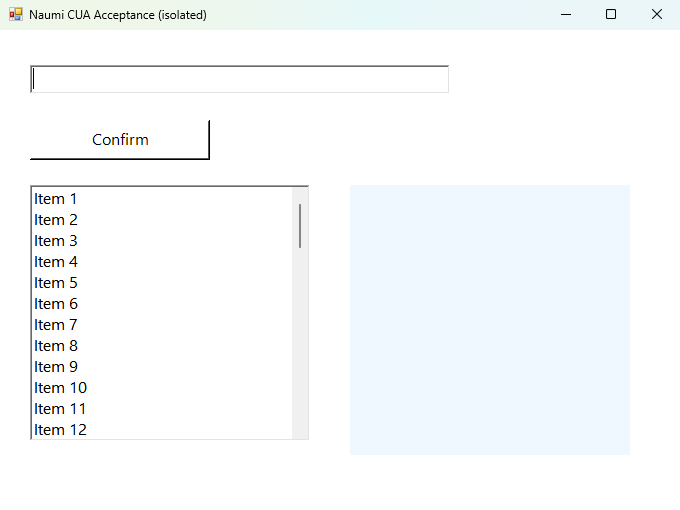 Naumi CUA Acceptance (isolated)
Confirm
Item 1
Item 2
Item 3
Item 4
Item 5
Item 6
Item 7
Item 8
Item 9
Item 10
Item 11
Item 12